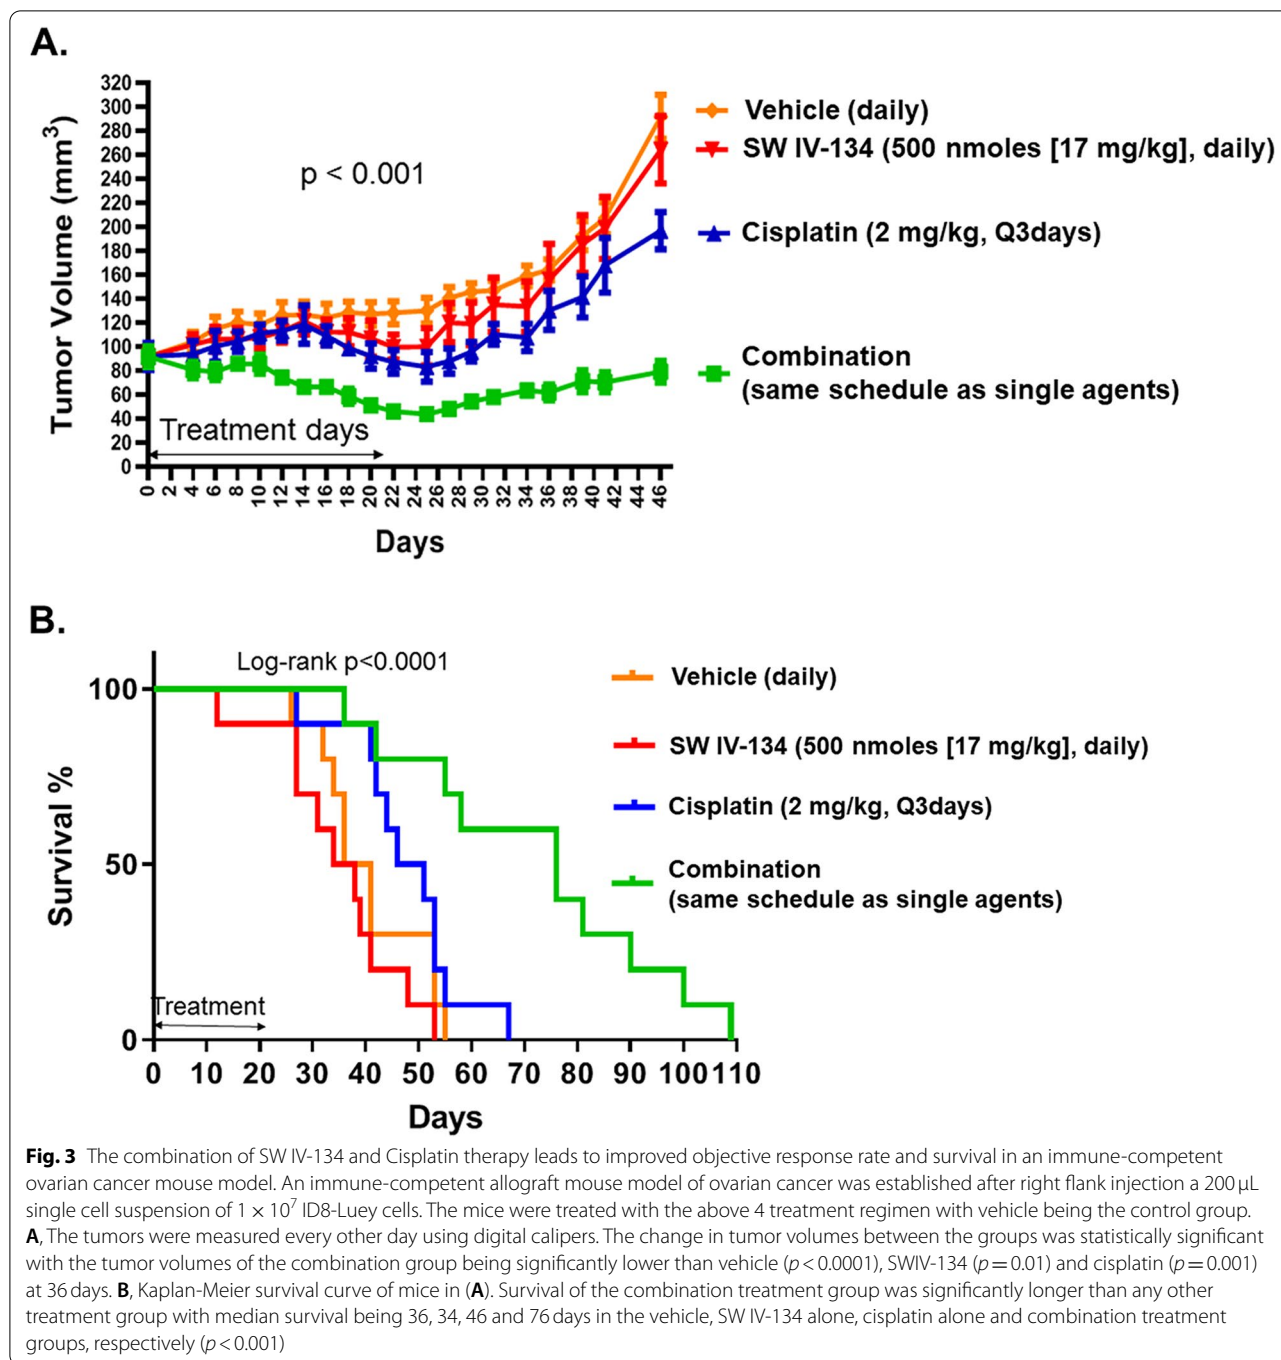 A.
Tumor Volume (mm³)
320
300
280
260
240
220
200
180
160
140
120
100
80
60
40
20
0
p < 0.001
Treatment days
0 2 4 6 8 10 12 14 16 18 20 22 24 26 28 30 32 34 36 38 40 42 44 46
Days
Vehicle (daily)
SW IV-134 (500 nmoles [17 mg/kg], daily)
Cisplatin (2 mg/kg, Q3days)
Combination
(same schedule as single agents)
B.
Survival %
100
50
0
Log-rank p<0.0001
Treatment
0 10 20 30 40 50 60 70 80 90 100 110
Days
Vehicle (daily)
SW IV-134 (500 nmoles [17 mg/kg], daily)
Cisplatin (2 mg/kg, Q3days)
Combination
(same schedule as single agents)
Fig. 3 The combination of SW IV-134 and Cisplatin therapy leads to improved objective response rate and survival in an immune-competent
ovarian cancer mouse model. An immune-competent allograft mouse model of ovarian cancer was established after right flank injection a 200 μL
single cell suspension of 1 × 10⁷ ID8-Luey cells. The mice were treated with the above 4 treatment regimen with vehicle being the control group.
A, The tumors were measured every other day using digital calipers. The change in tumor volumes between the groups was statistically significant
with the tumor volumes of the combination group being significantly lower than vehicle (p < 0.0001), SWIV-134 (p = 0.01) and cisplatin (p = 0.001)
at 36 days. B, Kaplan-Meier survival curve of mice in (A). Survival of the combination treatment group was significantly longer than any other
treatment group with median survival being 36, 34, 46 and 76 days in the vehicle, SW IV-134 alone, cisplatin alone and combination treatment
groups, respectively (p < 0.001)